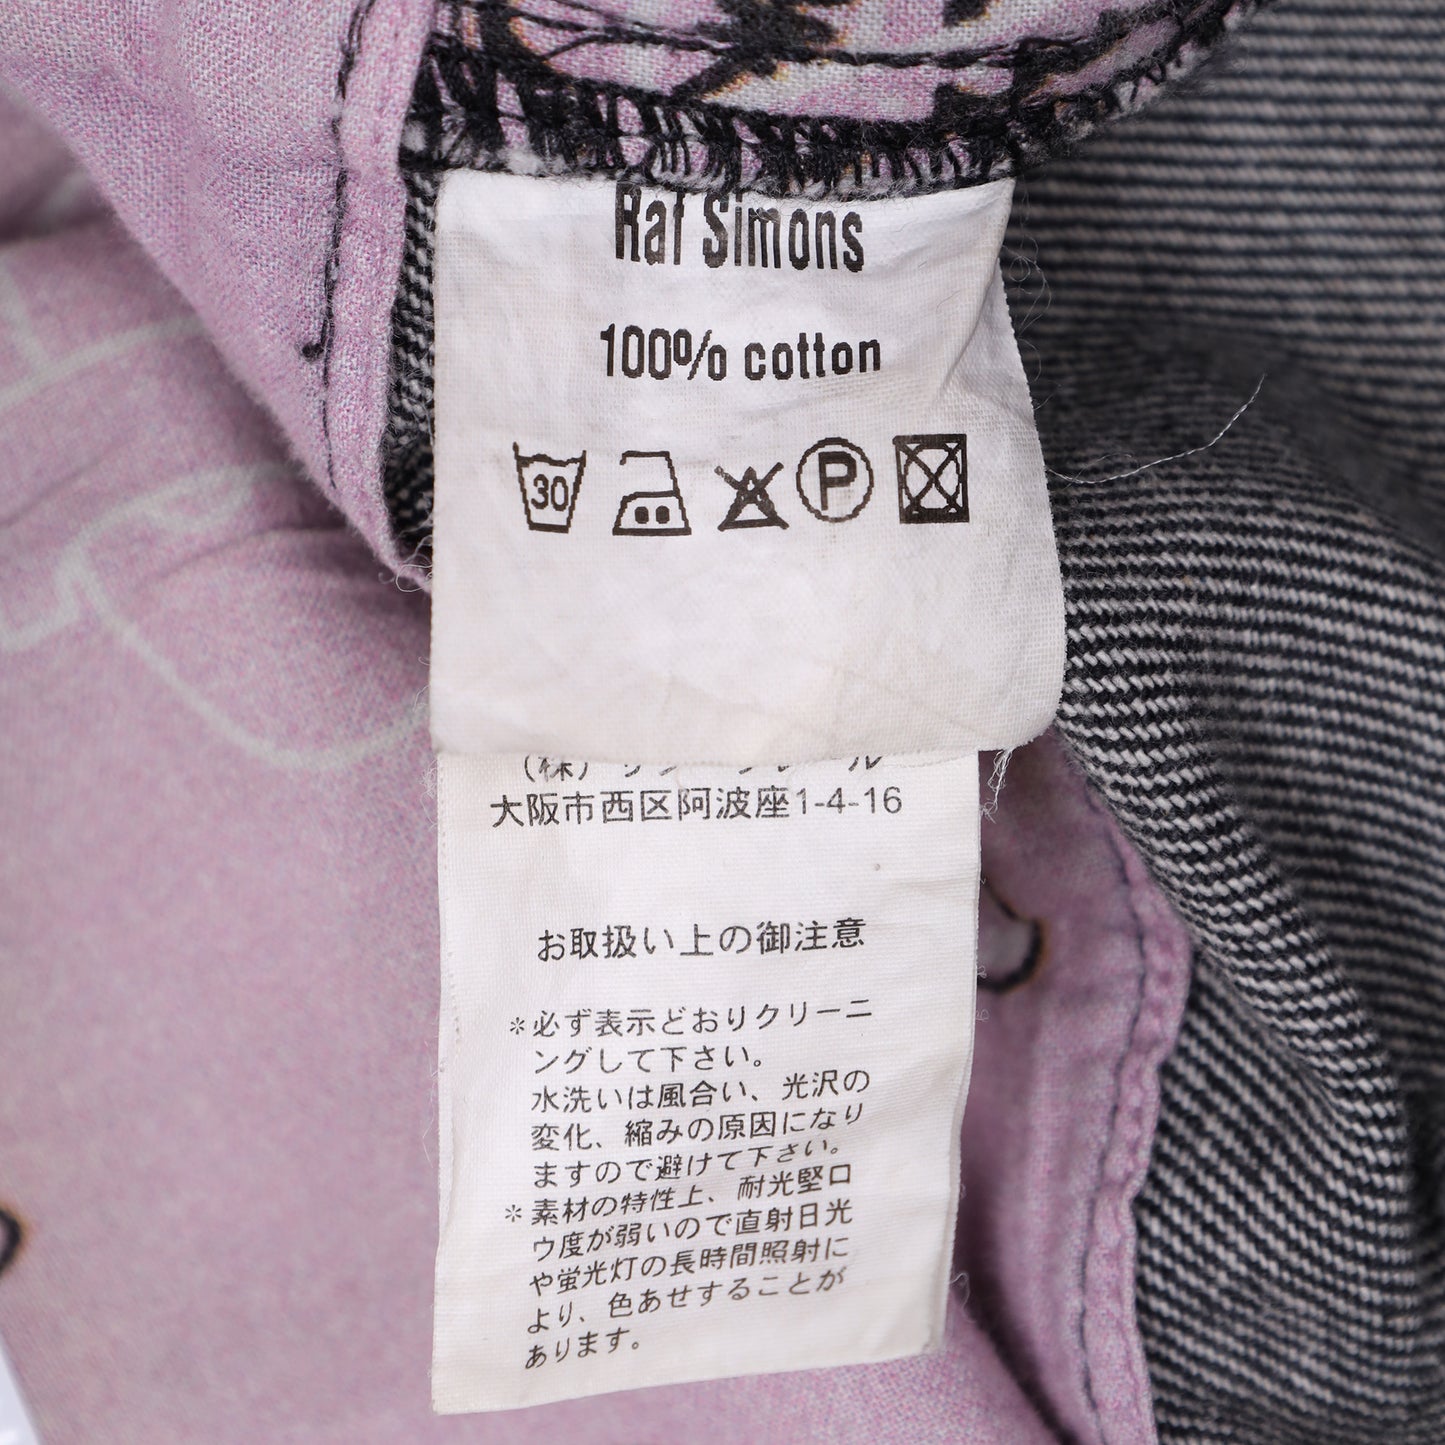 Raf Simons
100% cotton
30
P
大阪市西区阿波座1-4-16
お取扱い上の御注意
*必ず表示どおりクリーニ
ングして下さい。
水洗いは風合い、光沢の
変化、縮みの原因になり
ますので避けて下さい。
*素材の特性上、耐光堅ロ
ウ度が弱いので直射日光
や蛍光灯の長時間照射に
より、色あせすることが
あります。